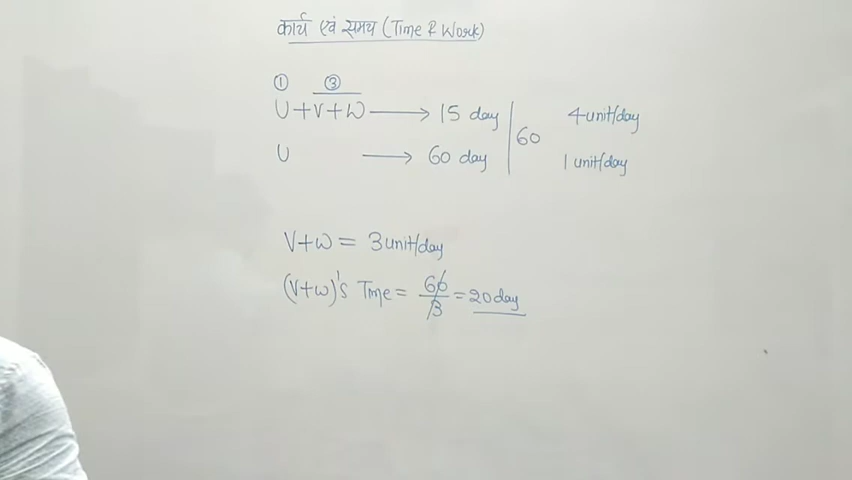 कार्य एवं समय (Time & Work)
① ③
U+V+W → 15 day 60 4unit/day
U → 60 day 1 unit/day
V+W = 3unit/day
(V+W)'s Time = 60/3 = 20day